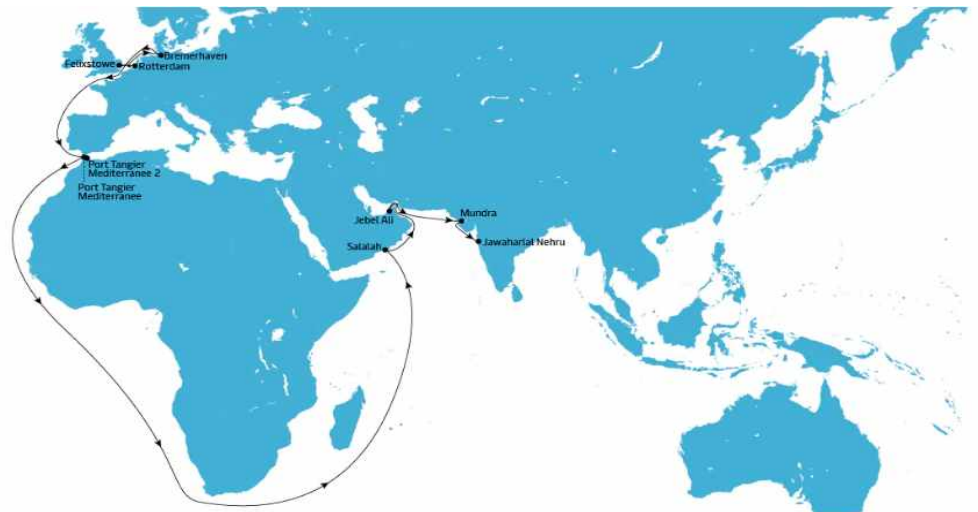 Bremerhaven
Felixstowe
Rotterdam
Port Tangier
Mediterranee 2
Port Tangier
Mediterranee
Jebel Ali
Mundra
Jawaharlal Nehru
Salalah